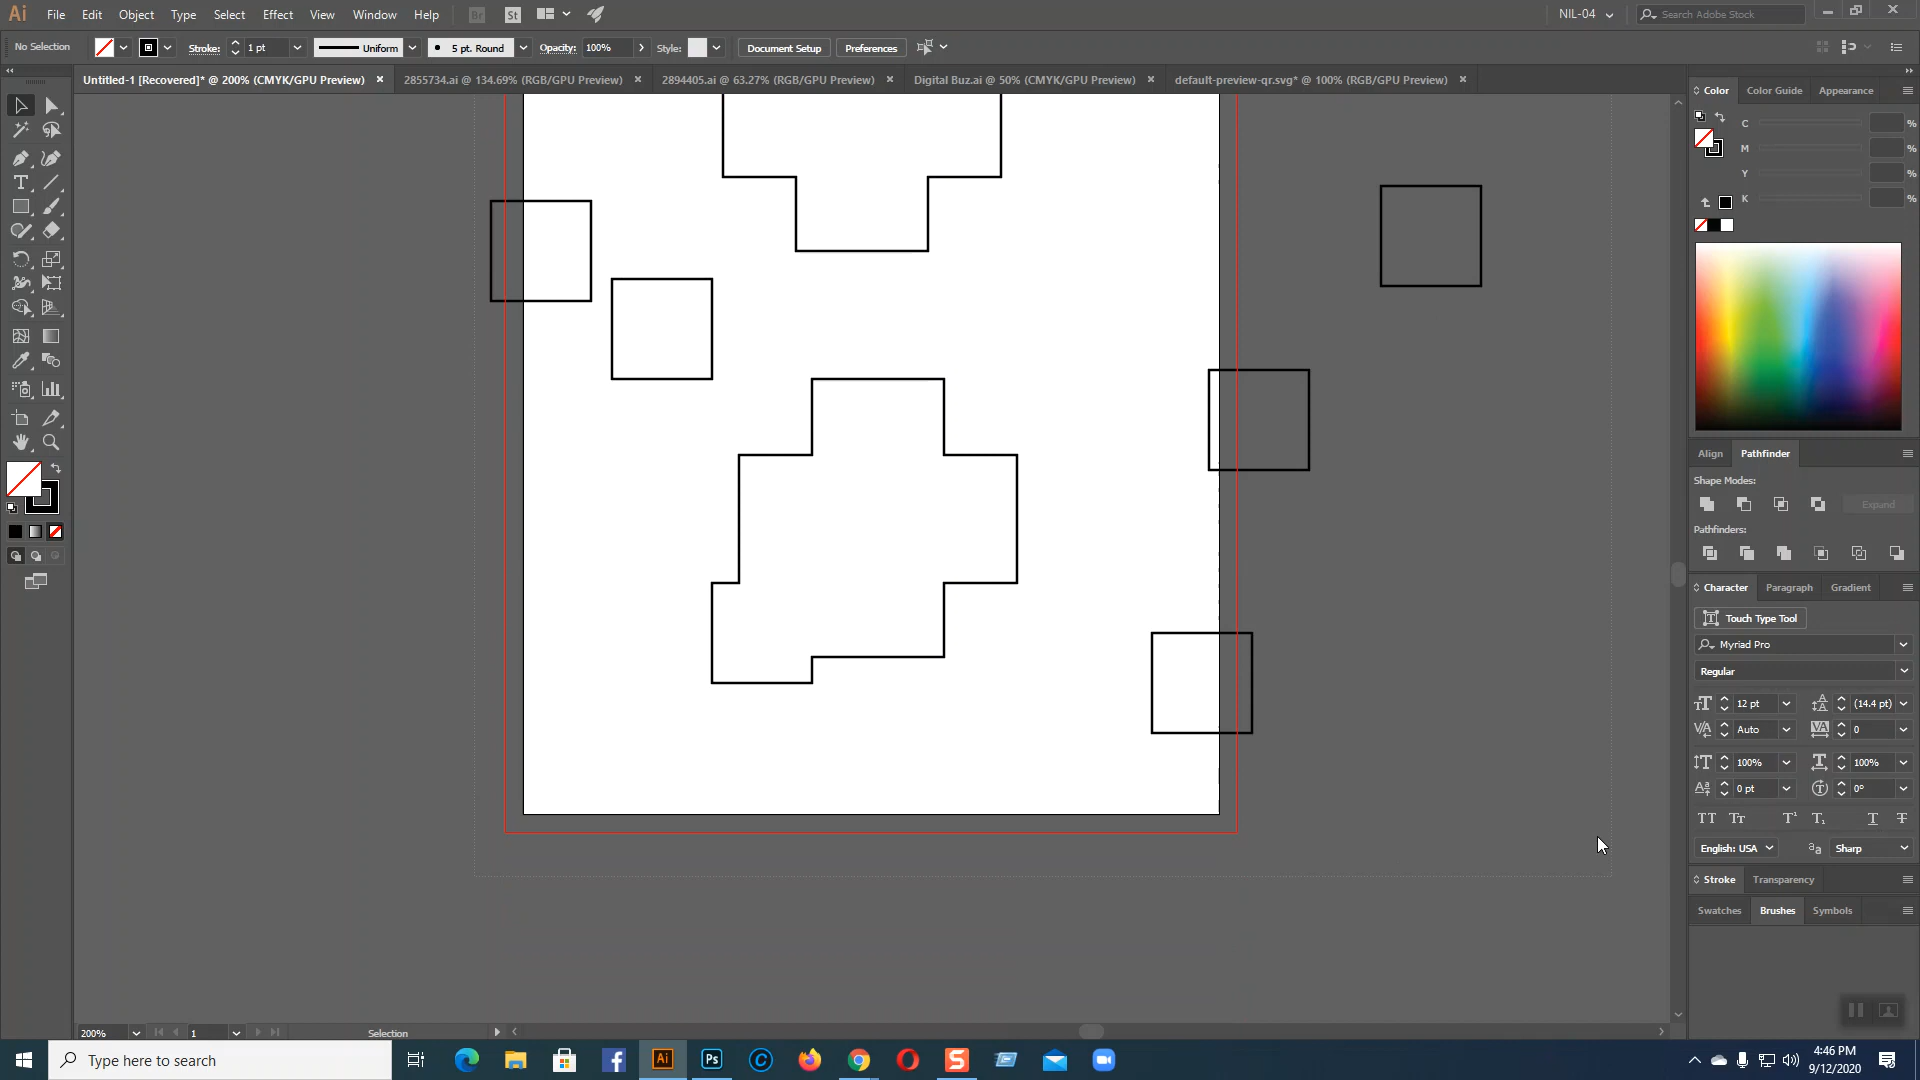 Ai File Edit Object Type Select Effect View Window Help Br St NIL-04 Search Adobe Stock
No Selection Stroke: 1 pt Uniform 5 pt. Round Opacity: 100% Style: Document Setup Preferences
Untitled-1 [Recovered]* @ 200% (CMYK/GPU Preview) × 2855734.ai @ 134.69% (RGB/GPU Preview) × 2894405.ai @ 63.27% (RGB/GPU Preview) × Digital Buz.ai @ 50% (CMYK/GPU Preview) × default-preview-qr.svg* @ 100% (RGB/GPU Preview) ×
Color Color Guide Appearance
C %
M %
Y %
K %
Align Pathfinder
Shape Modes:
Expand
Pathfinders:
Character Paragraph Gradient
Touch Type Tool
Myriad Pro
Regular
12 pt (14.4 pt)
Auto 0
100% 100%
0 pt 0°
English: USA Sharp
Stroke Transparency
Swatches Brushes Symbols
200% 1 Selection
Type here to search
Ai Ps
4:46 PM
9/12/2020